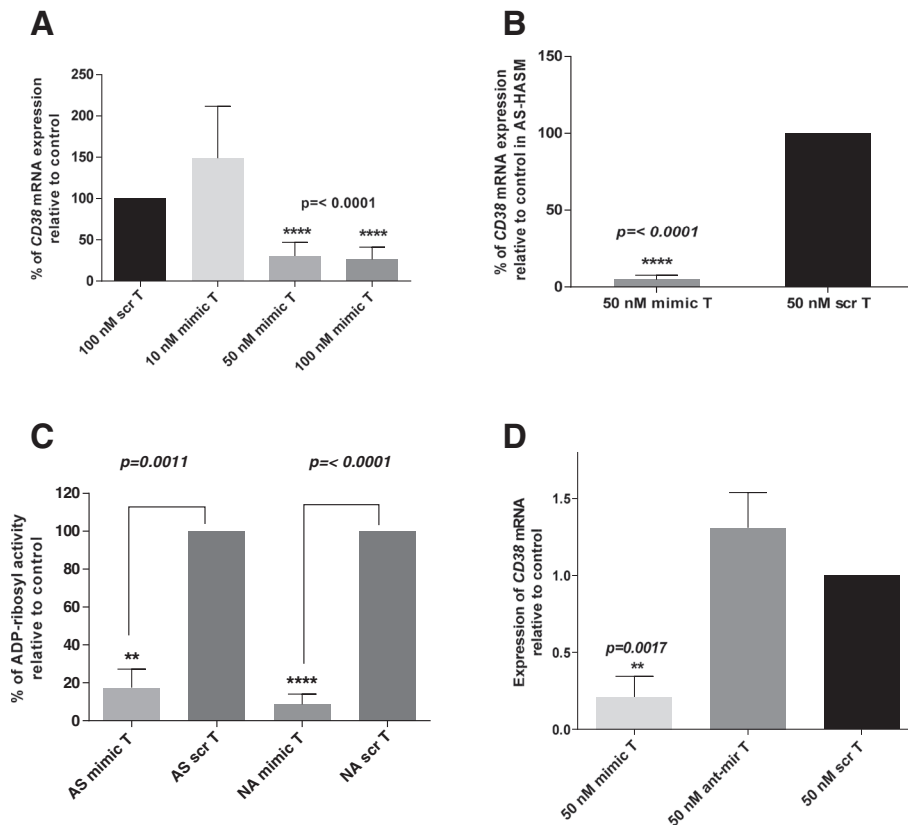 A
% of CD38 mRNA expression
relative to control
250
200
150
100
50
0
p=< 0.0001
****
****
100 nM scr T
10 nM mimic T
50 nM mimic T
100 nM mimic T
B
% of CD38 mRNA expression
relative to control in AS-HASM
150
100
50
0
p=< 0.0001
****
50 nM mimic T
50 nM scr T
C
% of ADP-ribosyl activity
relative to control
p=0.0011
p=< 0.0001
120
100
80
60
40
20
0
**
****
AS mimic T
AS scr T
NA mimic T
NA scr T
D
Expression of CD38 mRNA
relative to control
1.5
1.0
0.5
0.0
p=0.0017
**
50 nM mimic T
50 nM ant-mir T
50 nM scr T